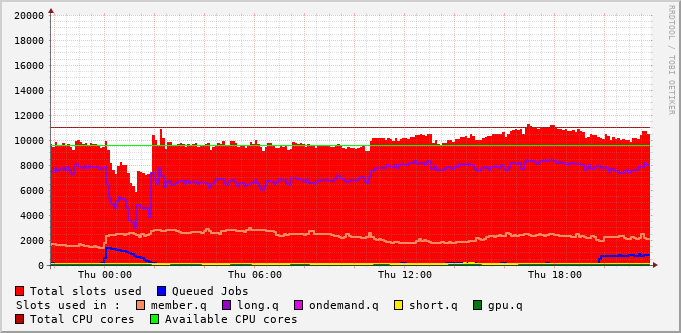 20000
18000
16000
14000
12000
10000
8000
6000
4000
2000
0
Thu 00:00 Thu 06:00 Thu 12:00 Thu 18:00
RRDTOOL / TOBI OETIKER
Total slots used Queued Jobs
Slots used in : member.q long.q ondemand.q short.q gpu.q
Total CPU cores Available CPU cores